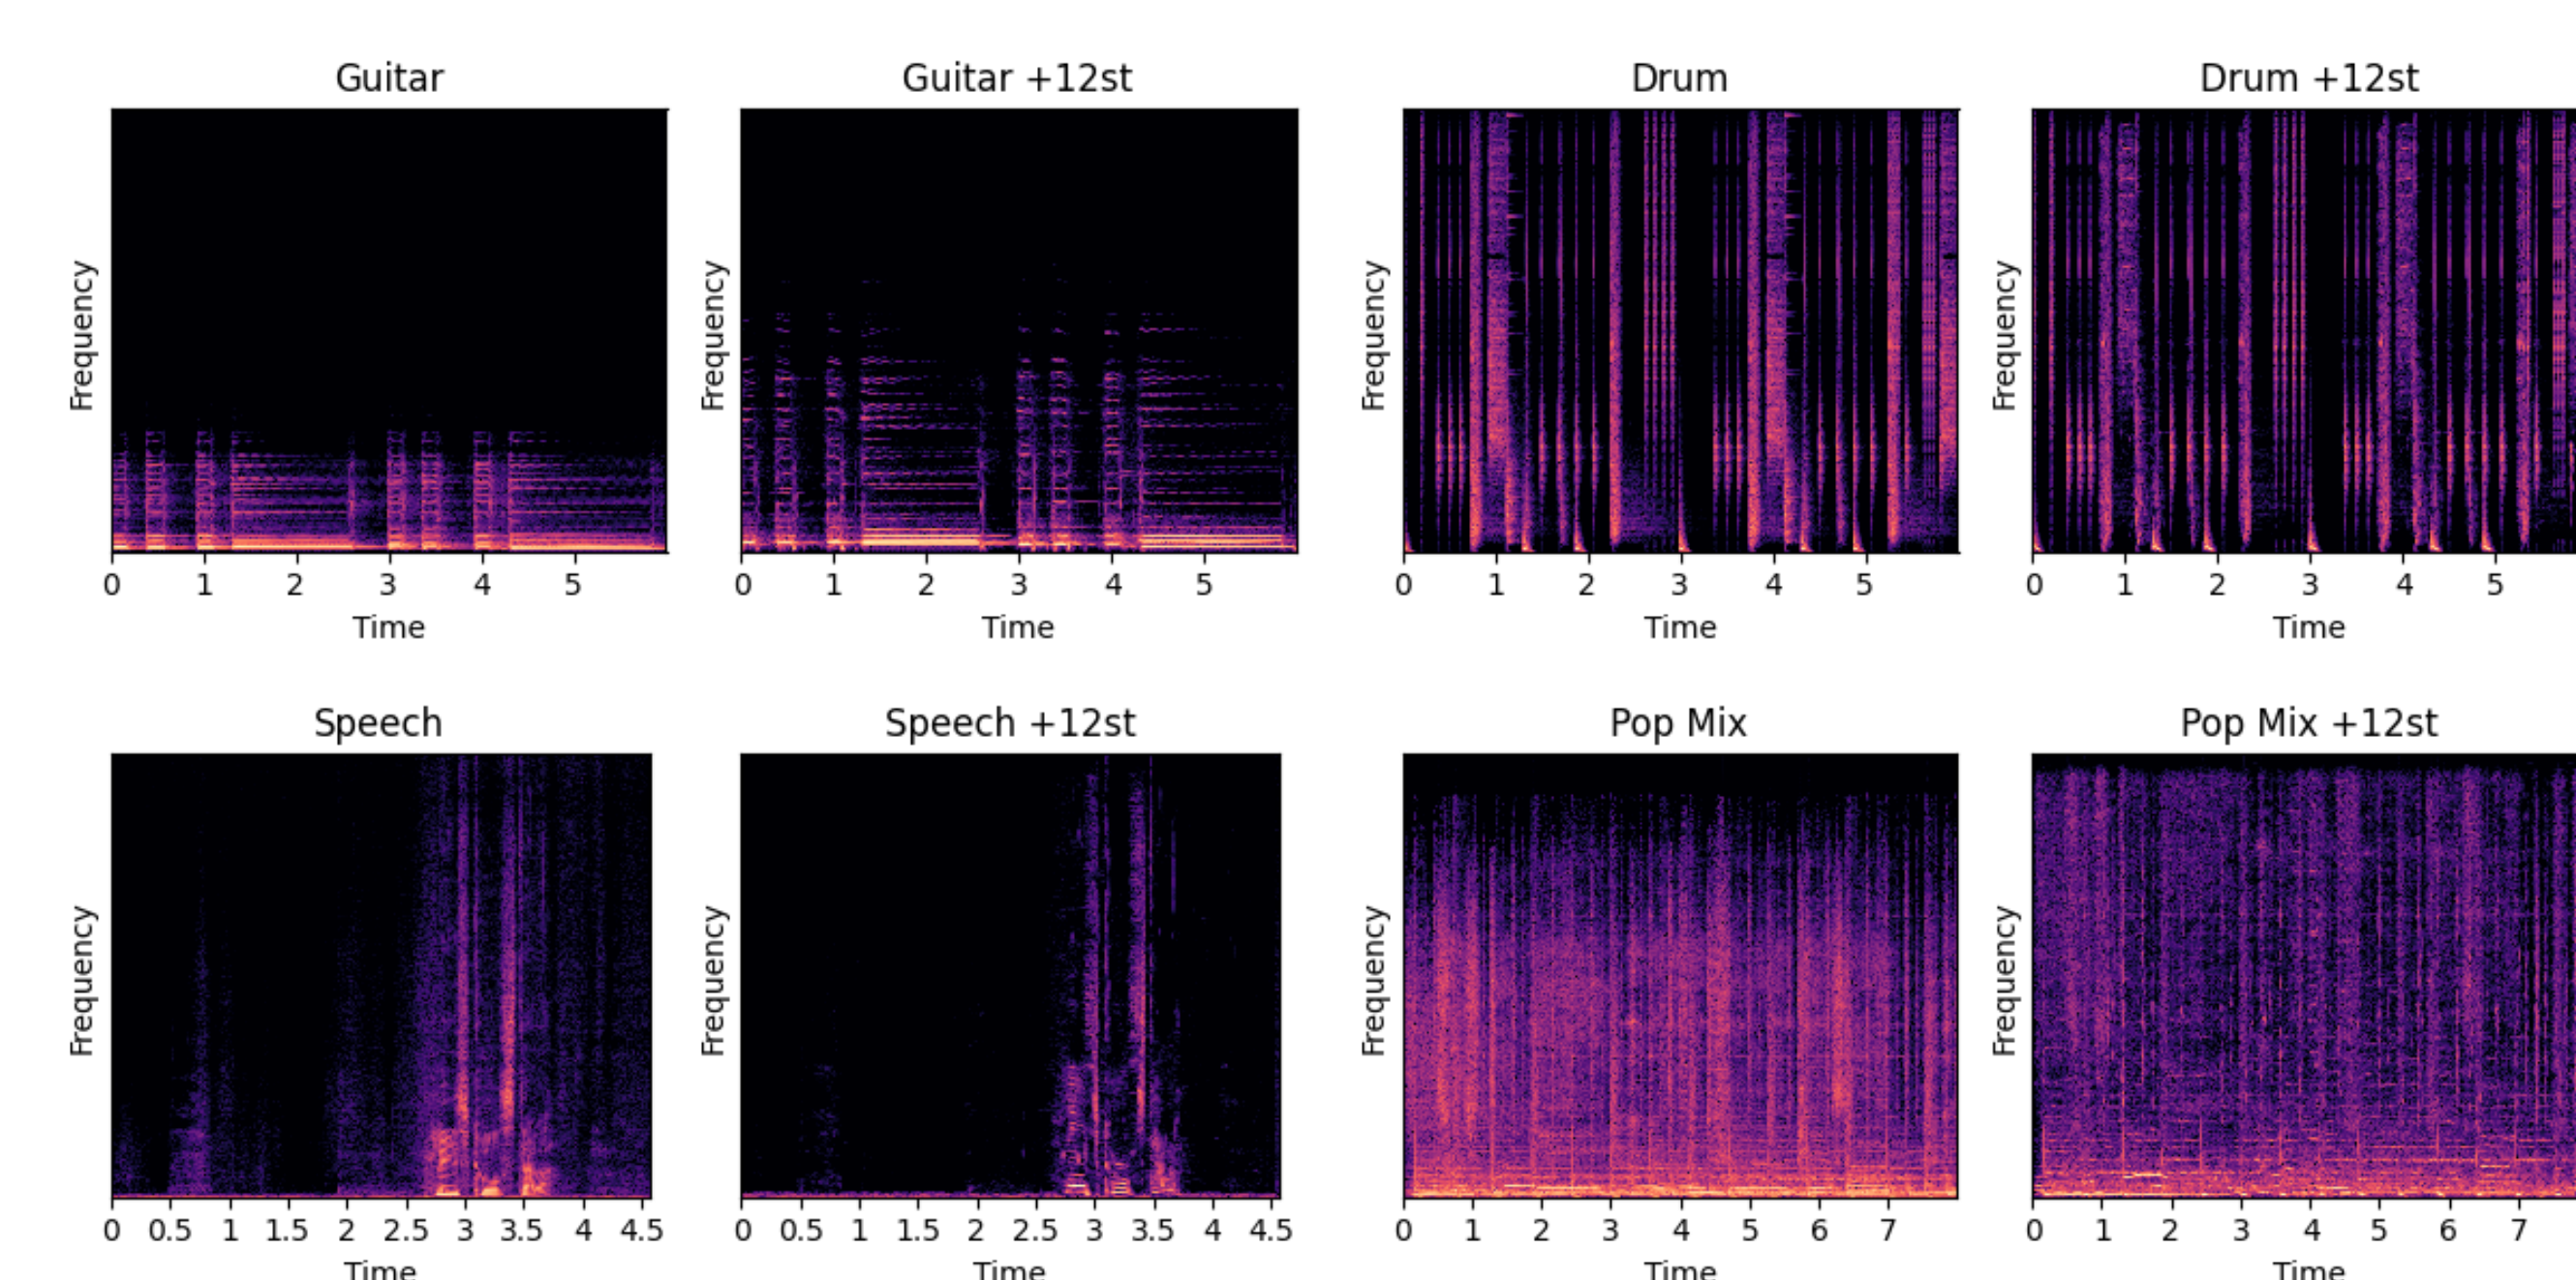 Guitar
Guitar +12st
Drum
Drum +12st
Frequency
Frequency
Frequency
Frequency
0 1 2 3 4 5
0 1 2 3 4 5
0 1 2 3 4 5
0 1 2 3 4 5
Time
Time
Time
Time
Speech
Speech +12st
Pop Mix
Pop Mix +12st
Frequency
Frequency
Frequency
Frequency
0 0.5 1 1.5 2 2.5 3 3.5 4 4.5
0 0.5 1 1.5 2 2.5 3 3.5 4 4.5
0 1 2 3 4 5 6 7
0 1 2 3 4 5 6 7
Time
Time
Time
Time